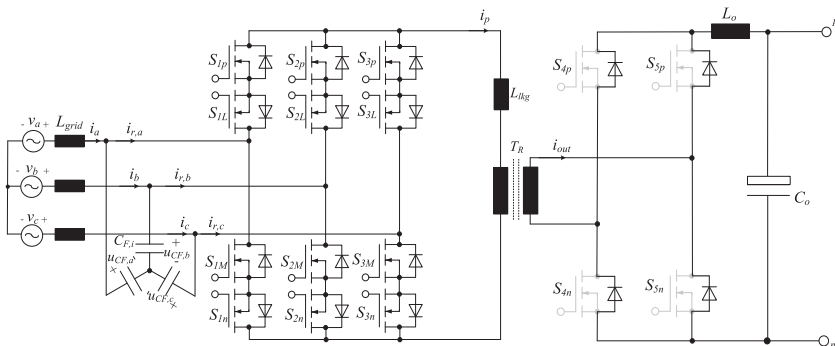 i_p
L_o
S_1p
S_2p
S_3p
S_4p
S_5p
L_lkg
S_1L
S_2L
S_3L
- v_a +
L_grid
i_a
i_r,a
T_R
i_out
- v_b +
i_b
i_r,b
- v_c +
i_c
i_r,c
C_o
C_F,i
+
u_CF,b
-
u_CF,a
+
-
u_CF,c
+
S_1M
S_2M
S_3M
S_4n
S_5n
S_1n
S_2n
S_3n